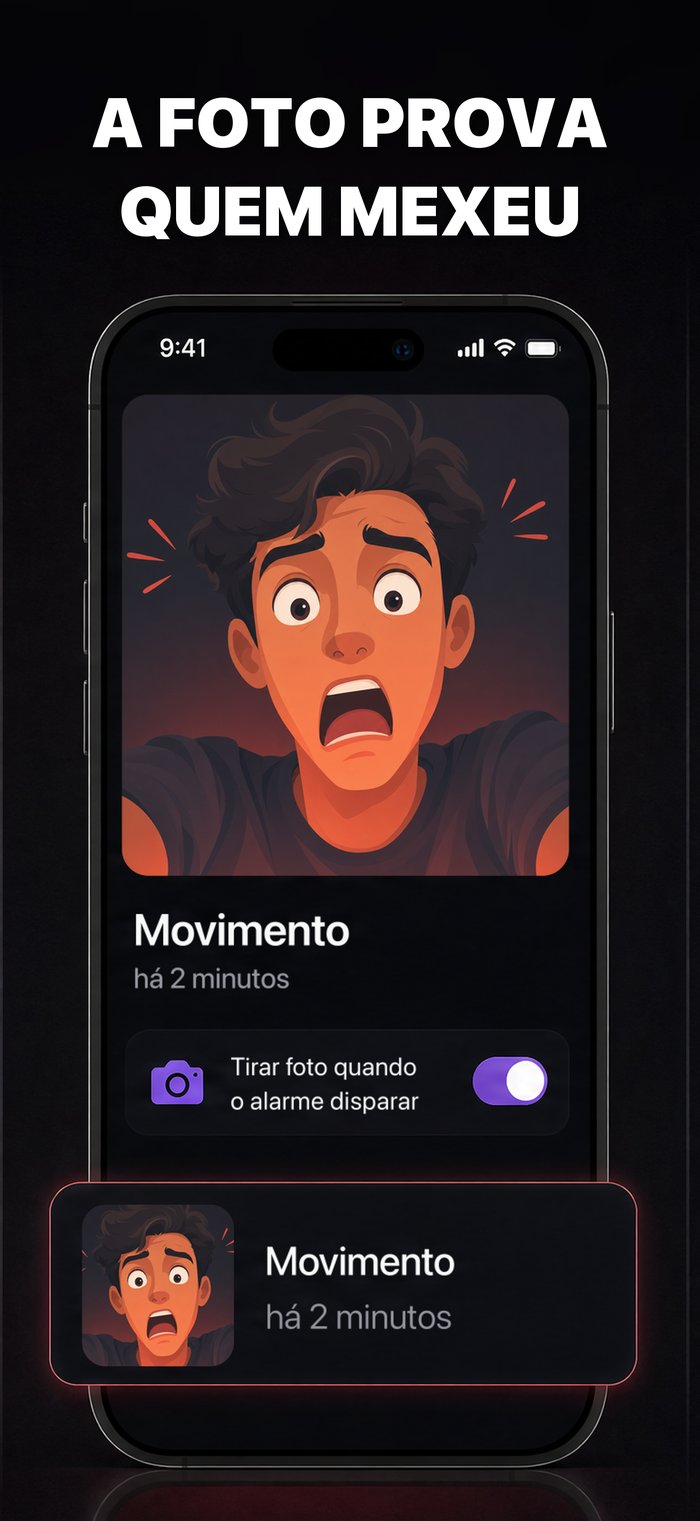 A FOTO PROVA
QUEM MEXEU
9:41
Movimento
há 2 minutos
Tirar foto quando
o alarme disparar
Movimento
há 2 minutos